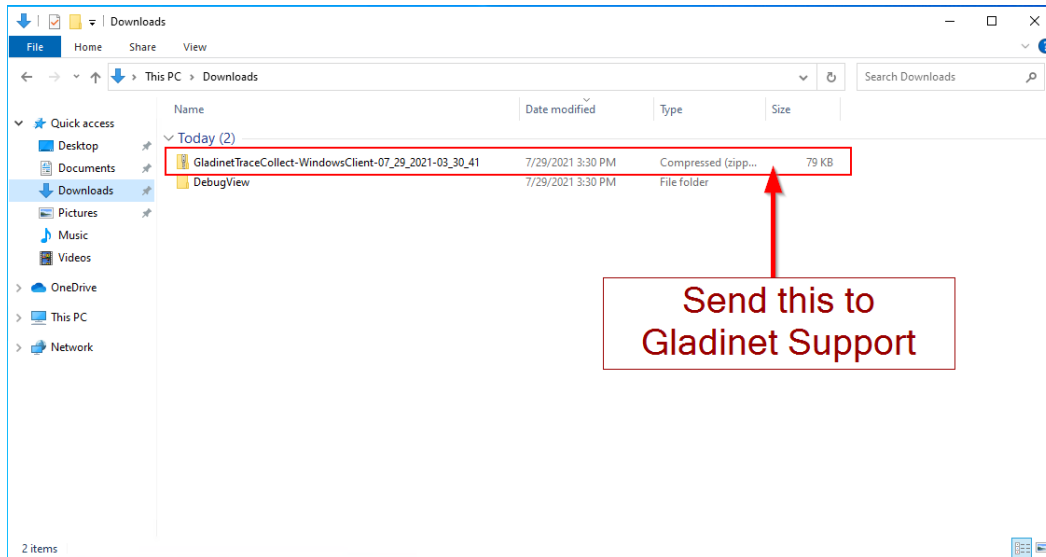 Downloads
File Home Share View
This PC > Downloads
Search Downloads
Name Date modified Type Size
Quick access
Today (2)
Desktop
GladinetTraceCollect-WindowsClient-07_29_2021-03_30_41 7/29/2021 3:30 PM Compressed (zipp... 79 KB
Documents
DebugView 7/29/2021 3:30 PM File folder
Downloads
Pictures
Music
Videos
OneDrive
This PC
Network
Send this to
Gladinet Support
2 items